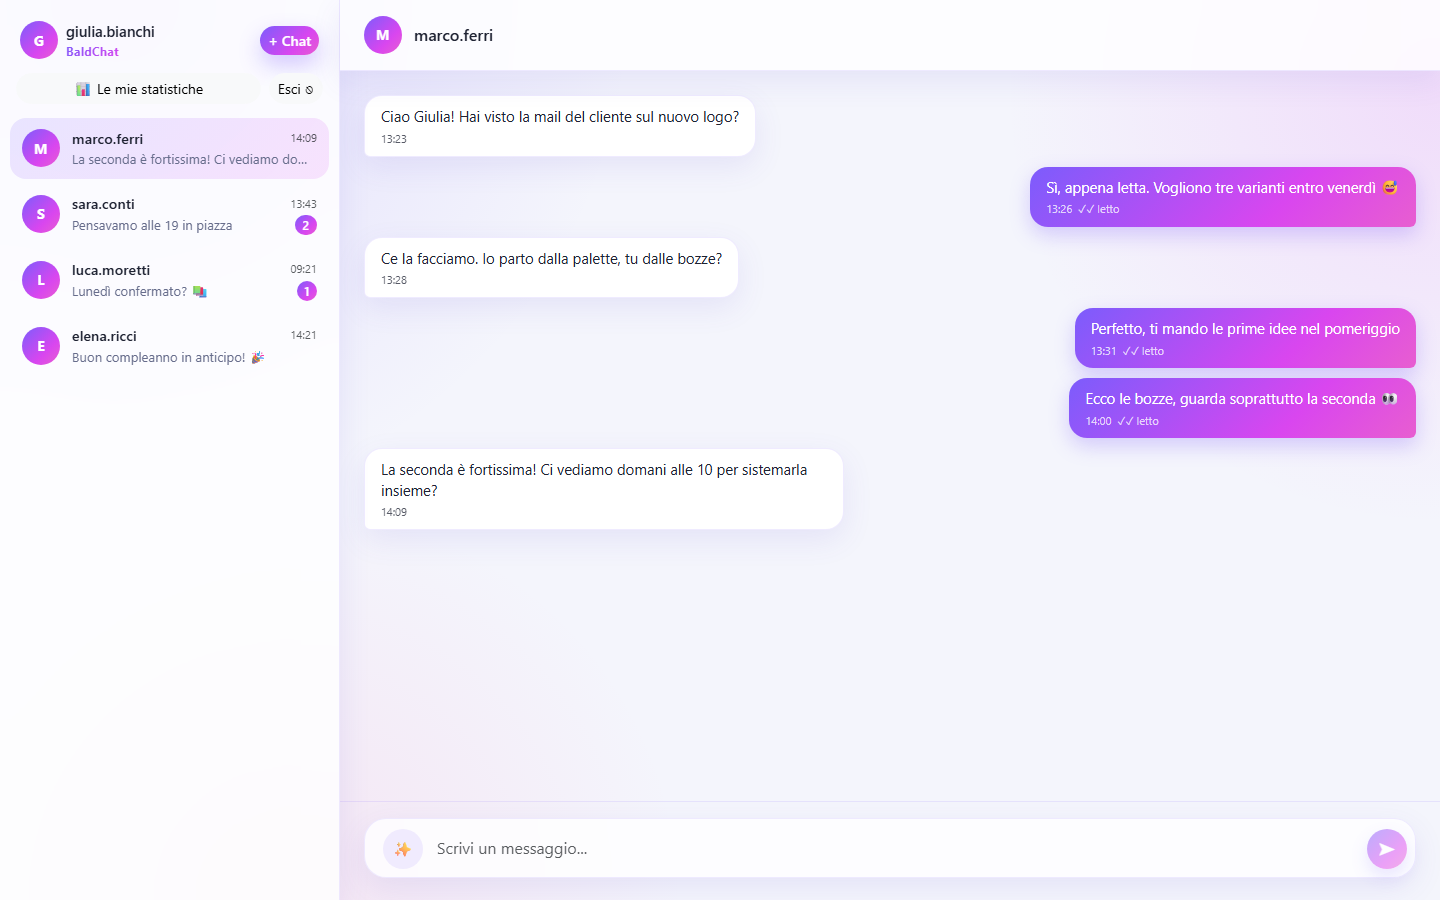 G
giulia.bianchi
BaldChat
+ Chat
📊 Le mie statistiche
Esci ⎋
M
marco.ferri
14:09
La seconda è fortissima! Ci vediamo do...
S
sara.conti
13:43
Pensavamo alle 19 in piazza
2
L
luca.moretti
09:21
Lunedì confermato? 📚
1
E
elena.ricci
14:21
Buon compleanno in anticipo! 🎉
M
marco.ferri
Ciao Giulia! Hai visto la mail del cliente sul nuovo logo?
13:23
Sì, appena letta. Vogliono tre varianti entro venerdì 😅
13:26 ✓✓ letto
Ce la facciamo. Io parto dalla palette, tu dalle bozze?
13:28
Perfetto, ti mando le prime idee nel pomeriggio
13:31 ✓✓ letto
Ecco le bozze, guarda soprattutto la seconda 👀
14:00 ✓✓ letto
La seconda è fortissima! Ci vediamo domani alle 10 per sistemarla
insieme?
14:09
✨ Scrivi un messaggio...